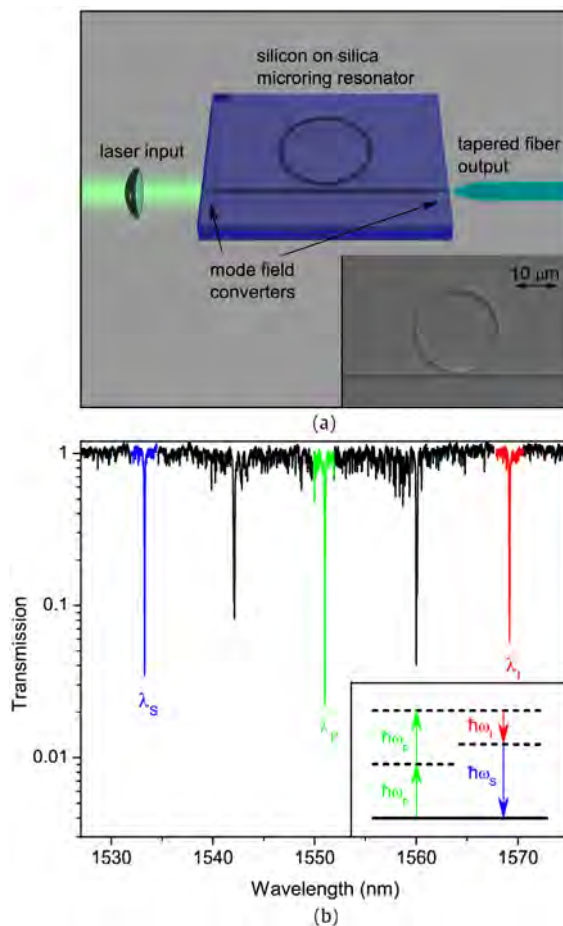 silicon on silica
microring resonator
laser input
tapered fiber
output
mode field
converters
10 μm
(a)
1
0.1
0.01
Transmission
λS
λP
λI
ħωp
ħωp
ħωI
ħωS
1530
1540
1550
1560
1570
Wavelength (nm)
(b)